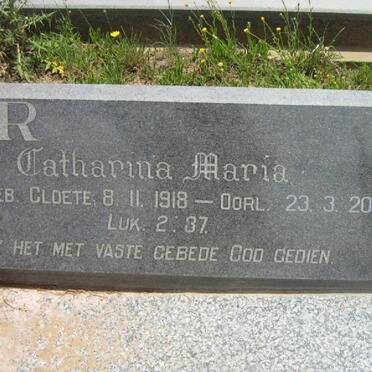 R
Catharina Maria
EB. CLOETE 8. 11. 1918 — OORL. 23. 3. 20
LUK. 2:37.
HET MET VASTE GEBEDE GOD GEDIEN.